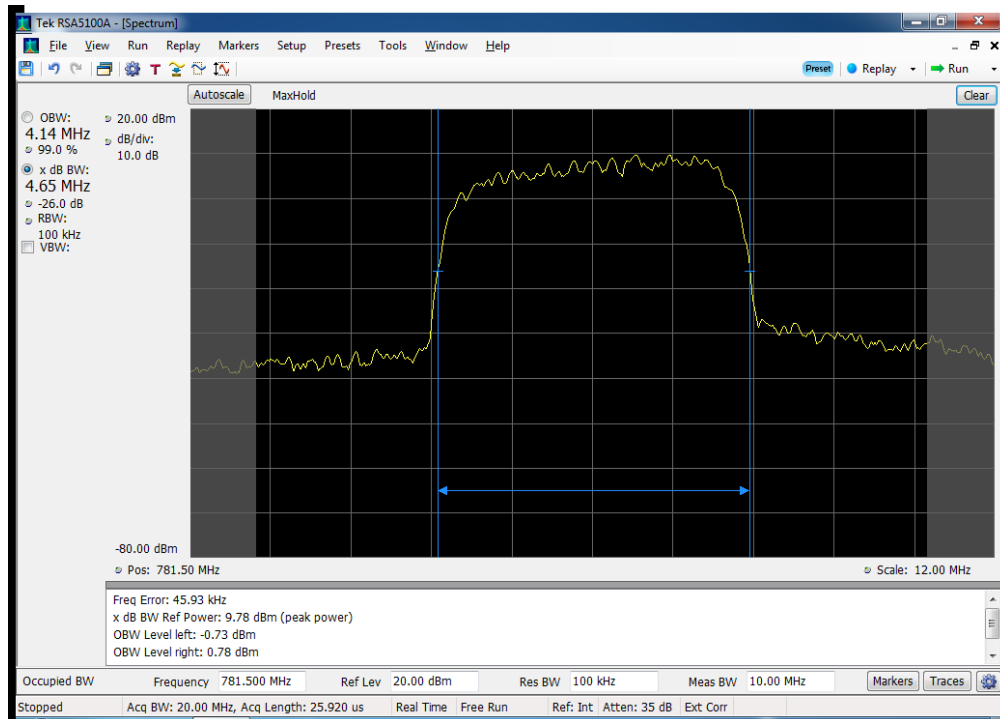 Tek RSA5100A - [Spectrum]
File View Run Replay Markers Setup Presets Tools Window Help
T Preset Replay Run
Autoscale MaxHold Clear
OBW:
4.14 MHz
99.0 %
x dB BW:
4.65 MHz
-26.0 dB
RBW:
100 kHz
VBW:
20.00 dBm
dB/div:
10.0 dB
-80.00 dBm
Pos: 781.50 MHz Scale: 12.00 MHz
Freq Error: 45.93 kHz
x dB BW Ref Power: 9.78 dBm (peak power)
OBW Level left: -0.73 dBm
OBW Level right: 0.78 dBm
Occupied BW Frequency 781.500 MHz Ref Lev 20.00 dBm Res BW 100 kHz Meas BW 10.00 MHz Markers Traces
Stopped Acq BW: 20.00 MHz, Acq Length: 25.920 us Real Time Free Run Ref: Int Atten: 35 dB Ext Corr